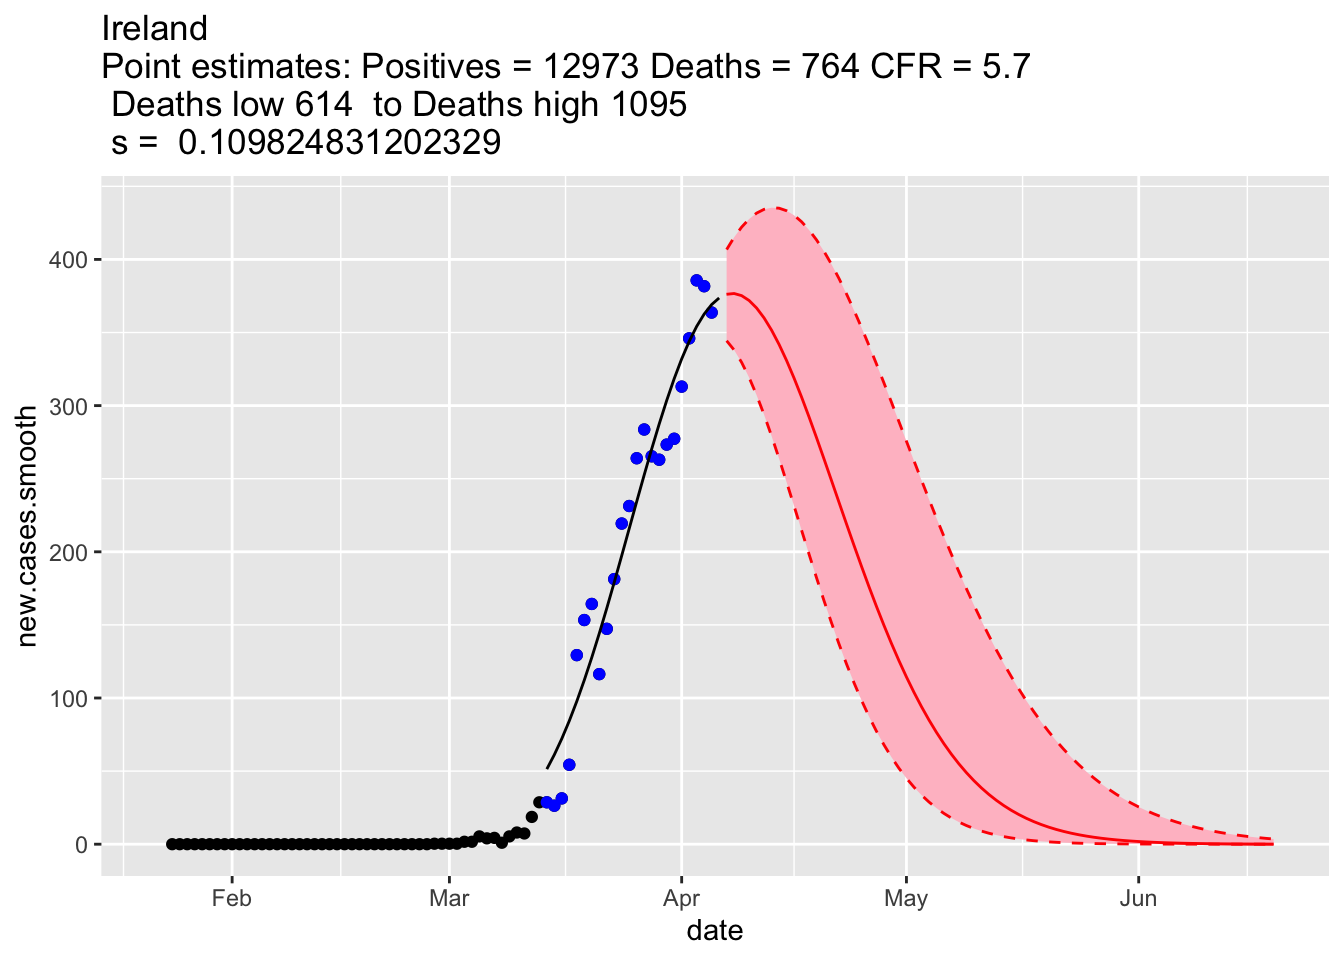 Ireland
Point estimates: Positives = 12973 Deaths = 764 CFR = 5.7
Deaths low 614  to Deaths high 1095
s =  0.109824831202329
400
300
200
100
0
new.cases.smooth
Feb Mar Apr May Jun
date